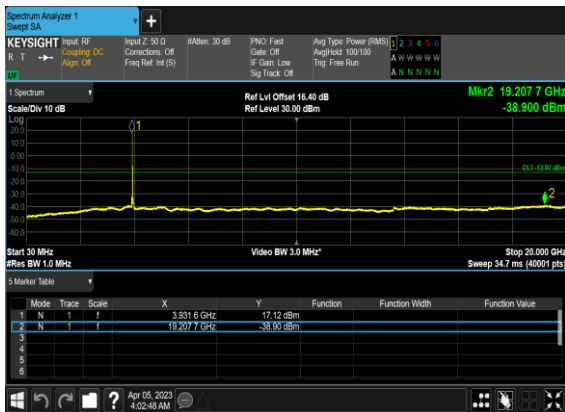 Spectrum Analyzer 1
Swept SA
KEYSIGHT Input: RF Input Z: 50 Ω #Atten: 30 dB PNO: Fast Avg Type: Power (RMS) 1 2 3 4 5 6
R T Coupling: DC Corrections: Off Gate: Off Avg|Hold: 100/100 A W W W W W
Align: Off Freq Ref: Int (S) IF Gain: Low Trig: Free Run
Sig Track: Off A N N N N N
1 Spectrum
Ref Lvl Offset 16.40 dB Mkr2 19.207 7 GHz
Scale/Div 10 dB Ref Level 30.00 dBm -38.900 dBm
Log
20.0 1
10.0
0.00
-10.0 DL1 -13.00 dBm
-20.0
-30.0 2
-40.0
-50.0
-60.0
Start 30 MHz Video BW 3.0 MHz* Stop 20.000 GHz
#Res BW 1.0 MHz Sweep 34.7 ms (40001 pts)
5 Marker Table
Mode Trace Scale X Y Function Function Width Function Value
1 N 1 f 3.931 6 GHz 17.12 dBm
2 N 1 f 19.207 7 GHz -38.90 dBm
3
4
5
6
? Apr 05, 2023
4:02:48 AM